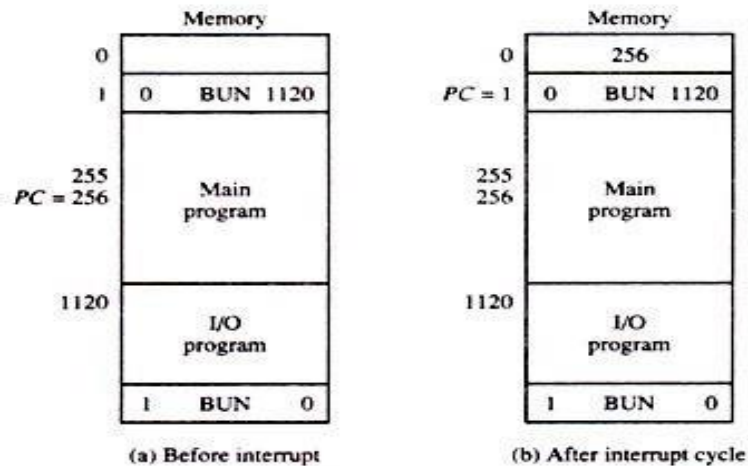 Memory
0
1 0 BUN 1120
255
PC = 256
Main
program
1120
I/O
program
1 BUN 0
(a) Before interrupt
Memory
0 256
PC = 1 0 BUN 1120
255
256
Main
program
1120
I/O
program
1 BUN 0
(b) After interrupt cycle